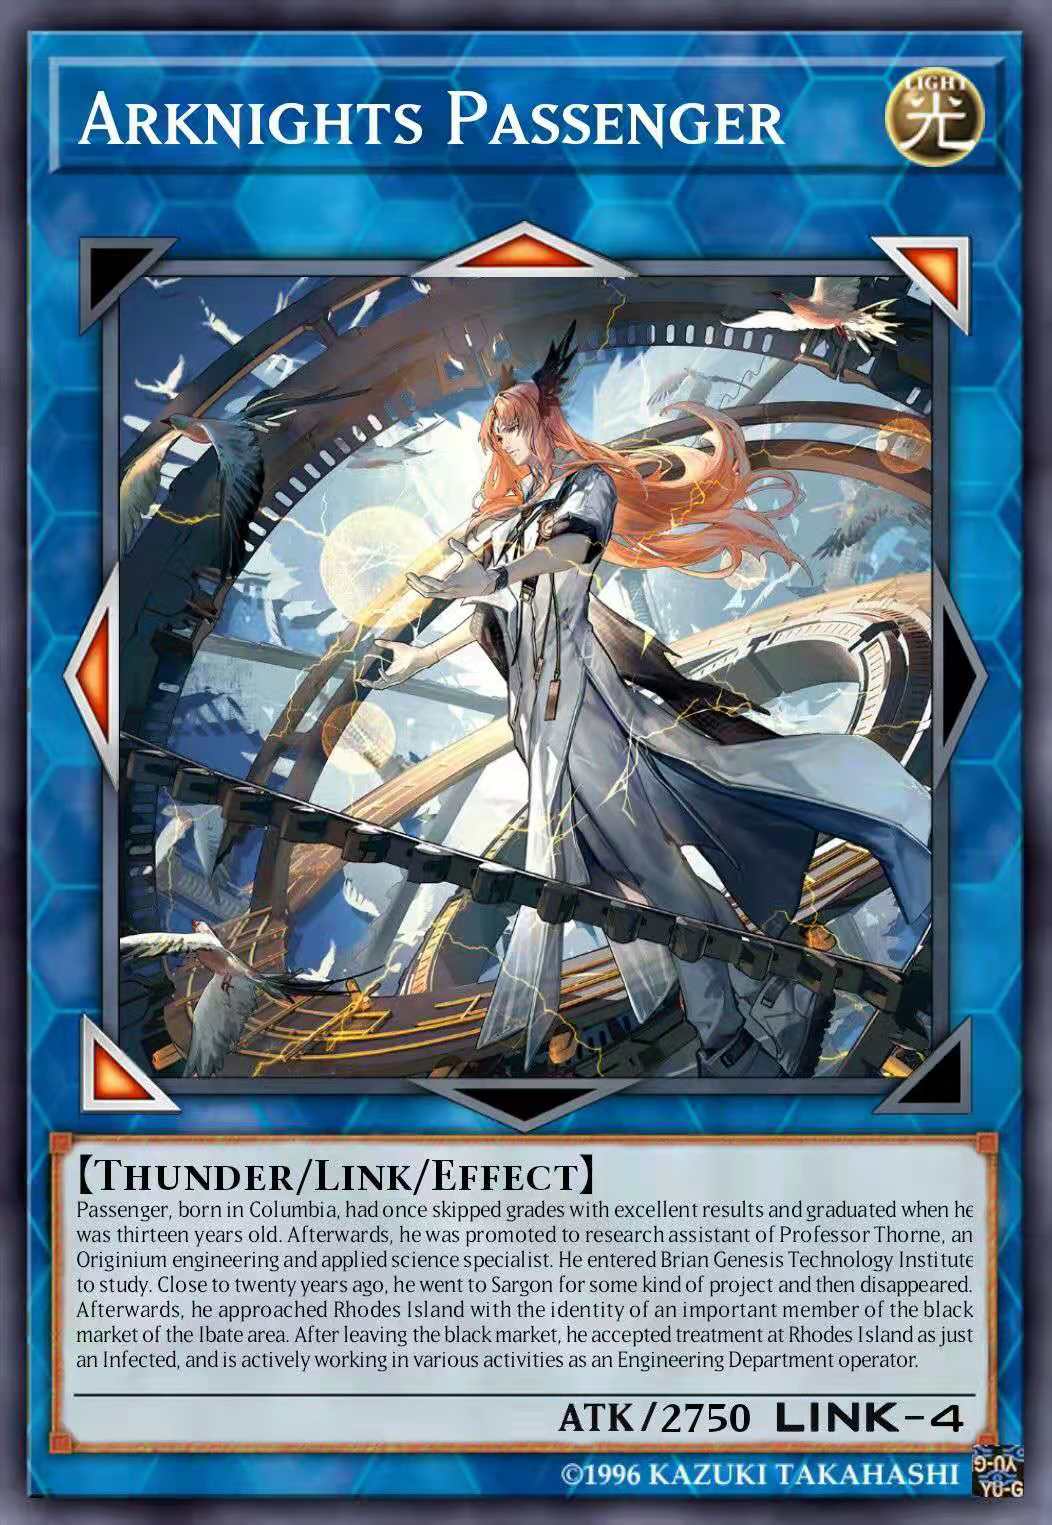 ARKNIGHTS PASSENGER
LIGHT
光
【THUNDER/LINK/EFFECT】
Passenger, born in Columbia, had once skipped grades with excellent results and graduated when he
was thirteen years old. Afterwards, he was promoted to research assistant of Professor Thorne, an
Originium engineering and applied science specialist. He entered Brian Genesis Technology Institute
to study. Close to twenty years ago, he went to Sargon for some kind of project and then disappeared.
Afterwards, he approached Rhodes Island with the identity of an important member of the black
market of the Ibate area. After leaving the black market, he accepted treatment at Rhodes Island as just
an Infected, and is actively working in various activities as an Engineering Department operator.
ATK/2750 LINK-4
©1996 KAZUKI TAKAHASHI
YU-G
YU-G